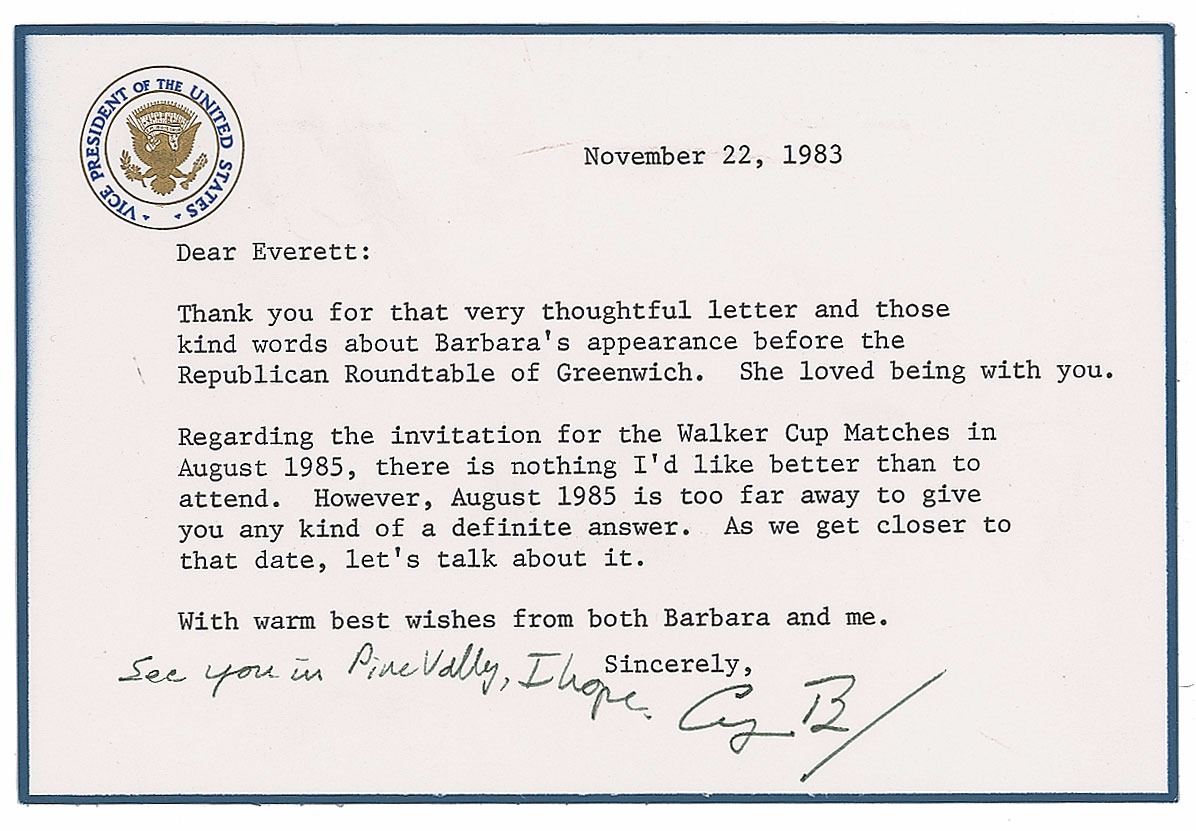 VICE PRESIDENT OF THE UNITED STATES
November 22, 1983
Dear Everett:
Thank you for that very thoughtful letter and those
kind words about Barbara's appearance before the
Republican Roundtable of Greenwich. She loved being with you.
Regarding the invitation for the Walker Cup Matches in
August 1985, there is nothing I'd like better than to
attend. However, August 1985 is too far away to give
you any kind of a definite answer. As we get closer to
that date, let's talk about it.
With warm best wishes from both Barbara and me.
Sincerely,
See you in Pine Valley, I hope.